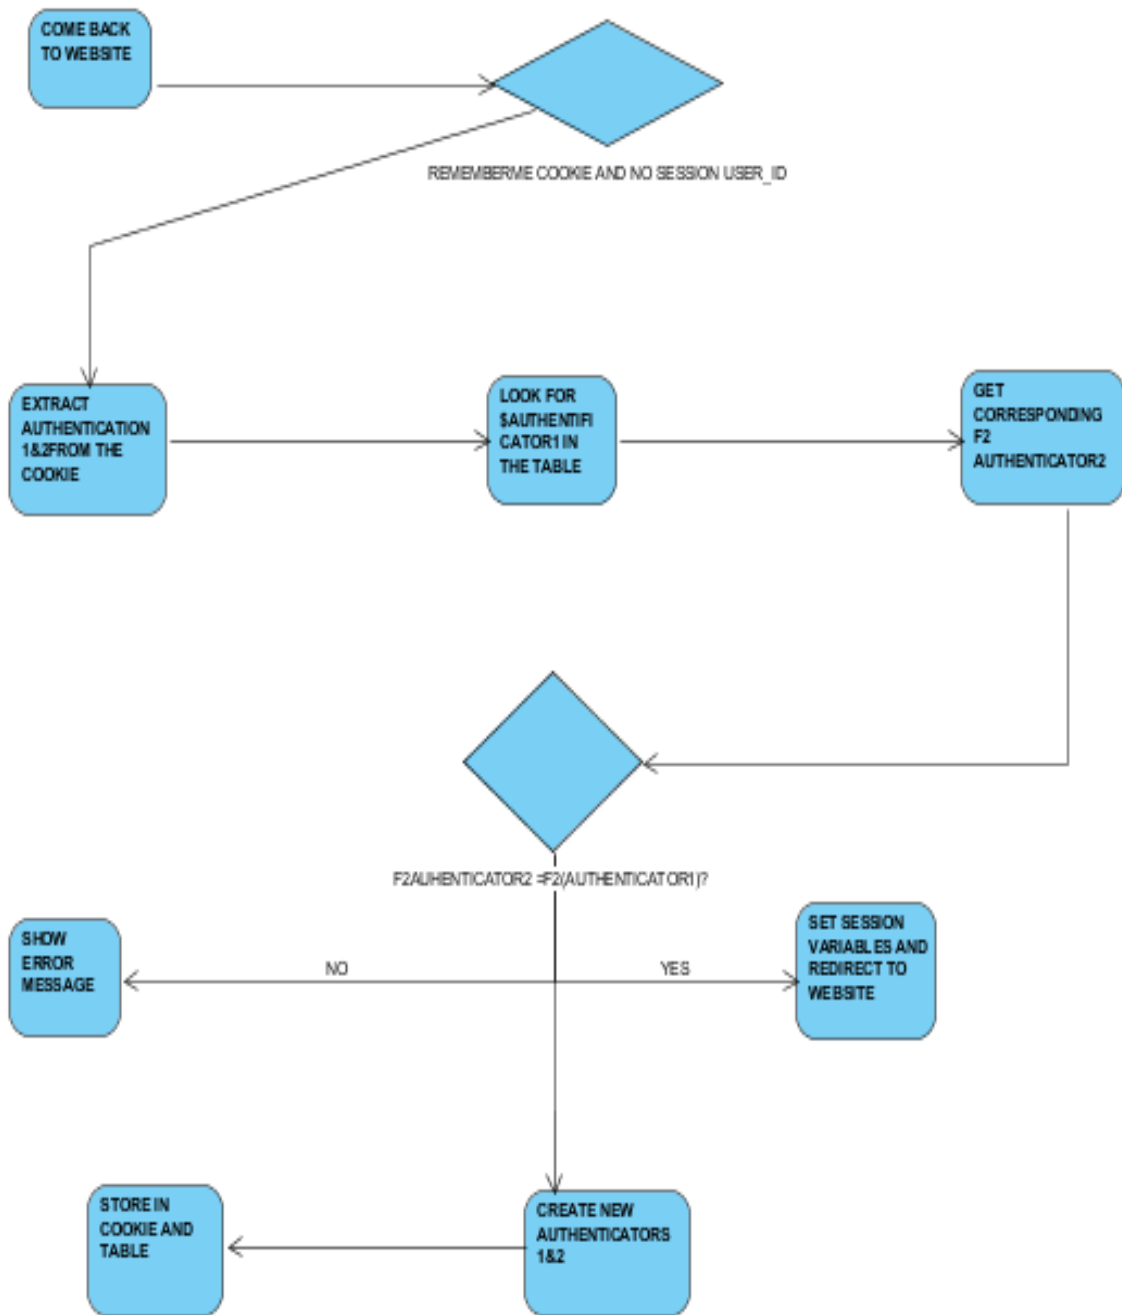 COME BACK
TO WEBSITE
REMEMBERME COOKIE AND NO SESSION USER_ID
EXTRACT
AUTHENTICATION
1&2FROM THE
COOKIE
LOOK FOR
$AUTHENTIFI
CATOR1 IN
THE TABLE
GET
CORRESPONDING
F2
AUTHENTICATOR2
F2AUHENTICATOR2 =F2(AUTHENTICATOR1)?
SHOW
ERROR
MESSAGE
NO
YES
SET SESSION
VARIABLES AND
REDIRECT TO
WEBSITE
STORE IN
COOKIE AND
TABLE
CREATE NEW
AUTHENTICATORS
1&2